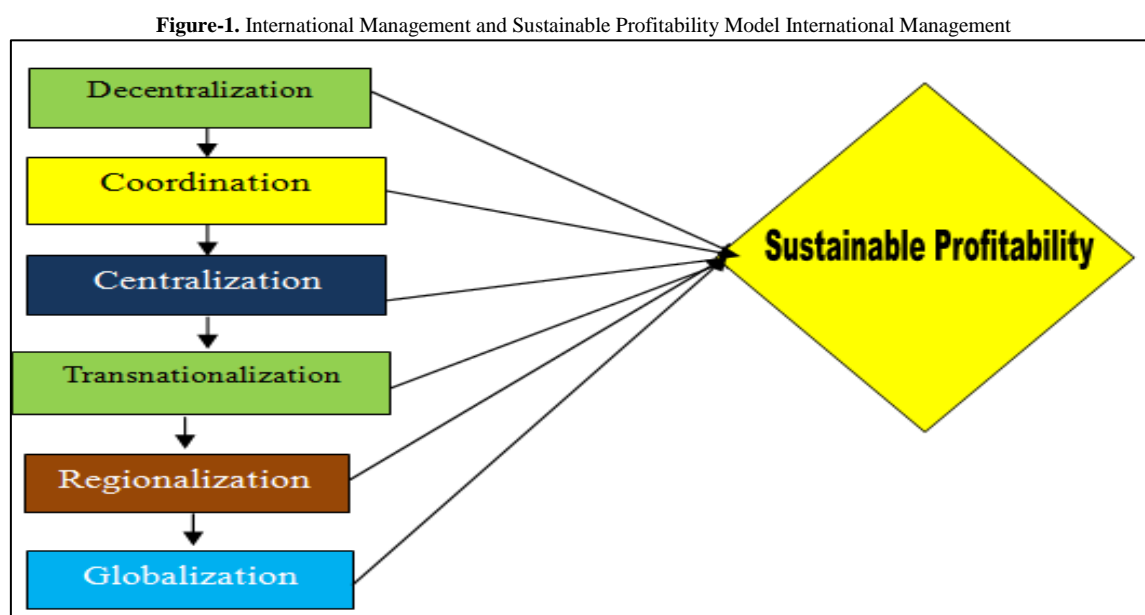 Figure-1. International Management and Sustainable Profitability Model International Management
Decentralization
Coordination
Centralization
Transnationalization
Regionalization
Globalization
Sustainable Profitability